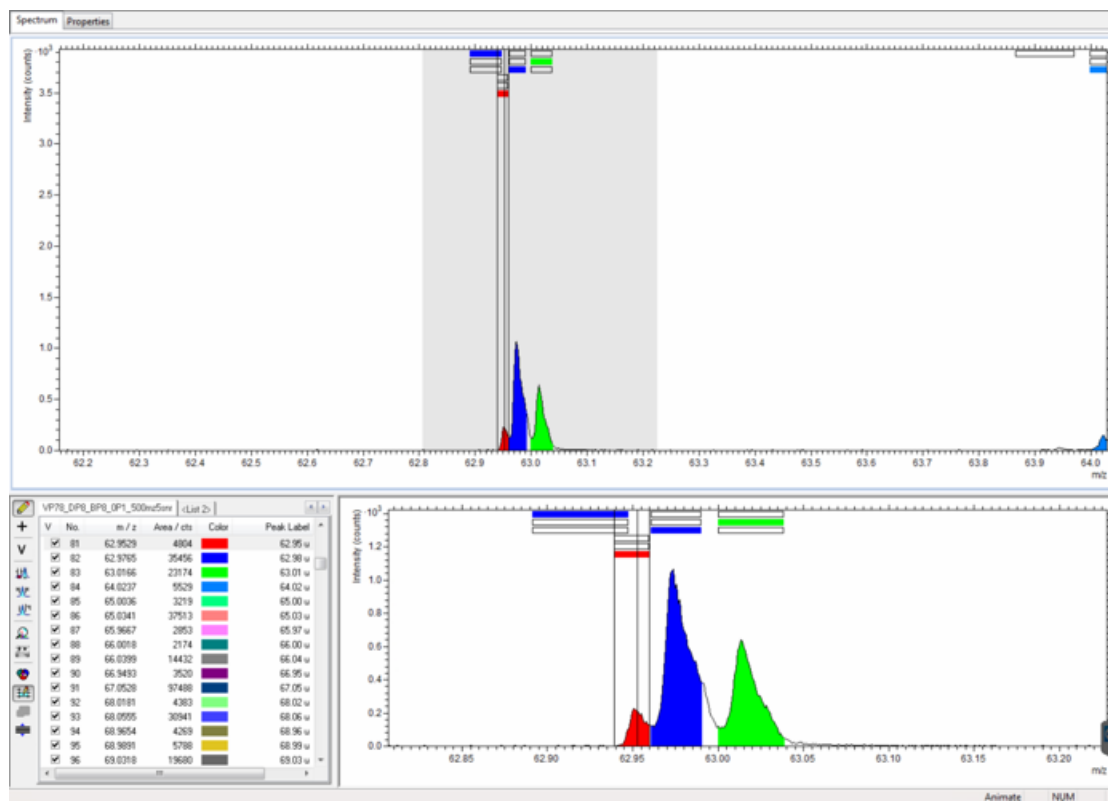 Spectrum Properties
10³
Intensity (counts)
3.5
3.0
2.5
2.0
1.5
1.0
0.5
0.0
62.2 62.3 62.4 62.5 62.6 62.7 62.8 62.9 63.0 63.1 63.2 63.3 63.4 63.5 63.6 63.7 63.8 63.9 64.0
m/z
<List 2>
V No. m / z Area / cts Color Peak Label
81 62.9529 4804 62.95 u
82 62.9765 35456 62.98 u
83 63.0166 23174 63.01 u
84 64.0237 5529 64.02 u
85 65.0036 3219 65.00 u
86 65.0341 37513 65.03 u
87 65.9667 2853 65.97 u
88 66.0018 2174 66.00 u
89 66.0399 14432 66.04 u
90 66.9493 3520 66.95 u
91 67.0528 97488 67.05 u
92 68.0181 4383 68.02 u
93 68.0555 30941 68.06 u
94 68.9654 4269 68.96 u
95 68.9891 5788 68.99 u
96 69.0318 19680 69.03 u
10³
Intensity (counts)
1.2
1.0
0.8
0.6
0.4
0.2
0.0
62.85 62.90 62.95 63.00 63.05 63.10 63.15 63.20
m/z
Animate NUM